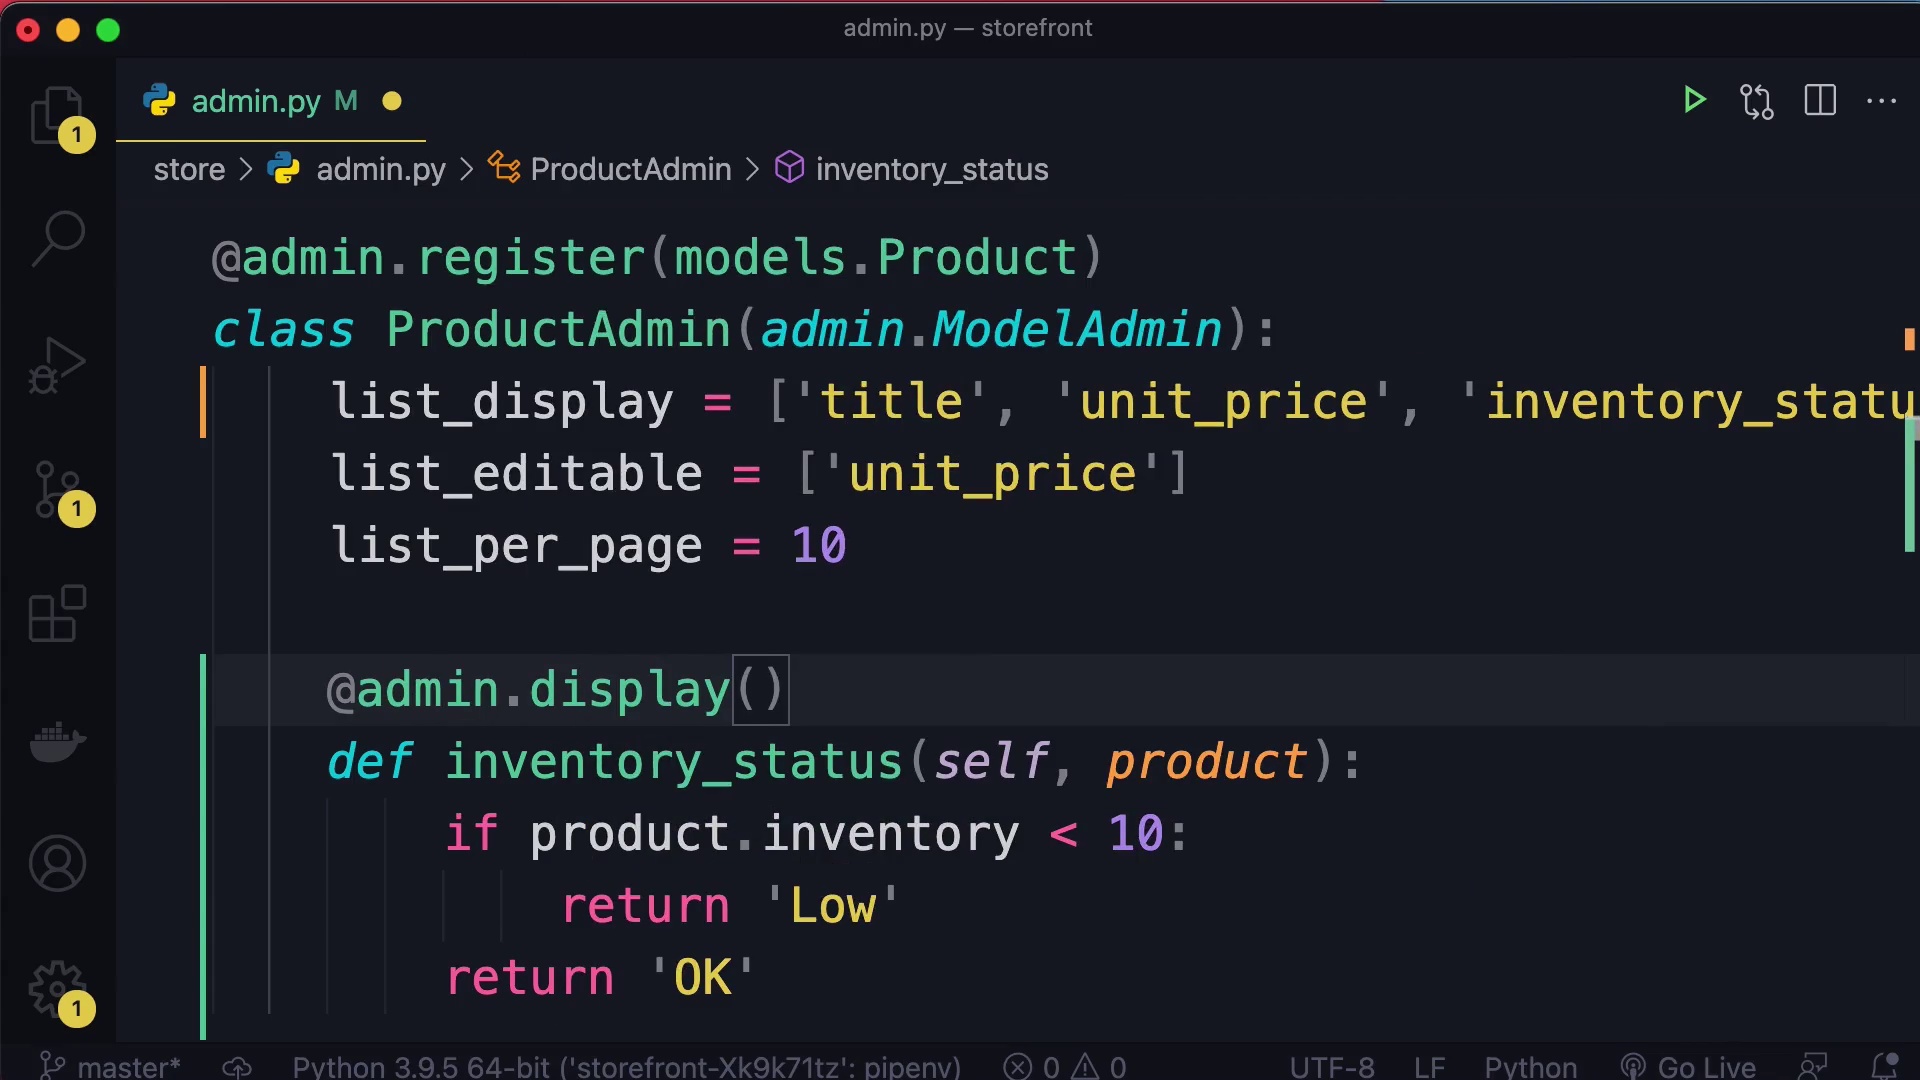 admin.py — storefront
admin.py M
store > admin.py > ProductAdmin > inventory_status
@admin.register(models.Product)
class ProductAdmin(admin.ModelAdmin):
list_display = ['title', 'unit_price', 'inventory_statu
list_editable = ['unit_price']
list_per_page = 10
@admin.display()
def inventory_status(self, product):
if product.inventory < 10:
return 'Low'
return 'OK'
1
1
1
master* Python 3.9.5 64-bit ('storefront-Xk9k71tz': pipenv) 0 0 UTF-8 LF Python Go Live